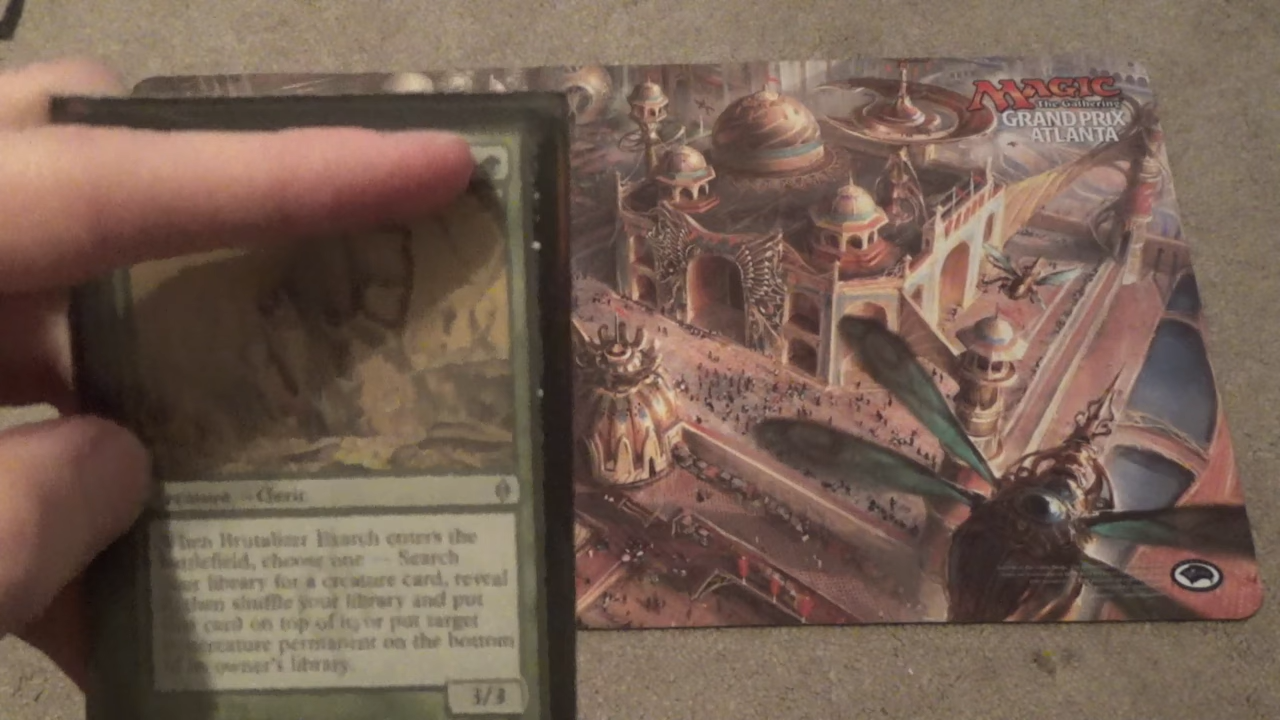 MAGIC
The Gathering
GRAND PRIX
ATLANTA
Creature — Cleric
When Brutalizer Exarch enters the
battlefield, choose one — Search
your library for a creature card, reveal
then shuffle your library and put
card on top of it; or put target
noncreature permanent on the bottom
of its owner's library.
3/3